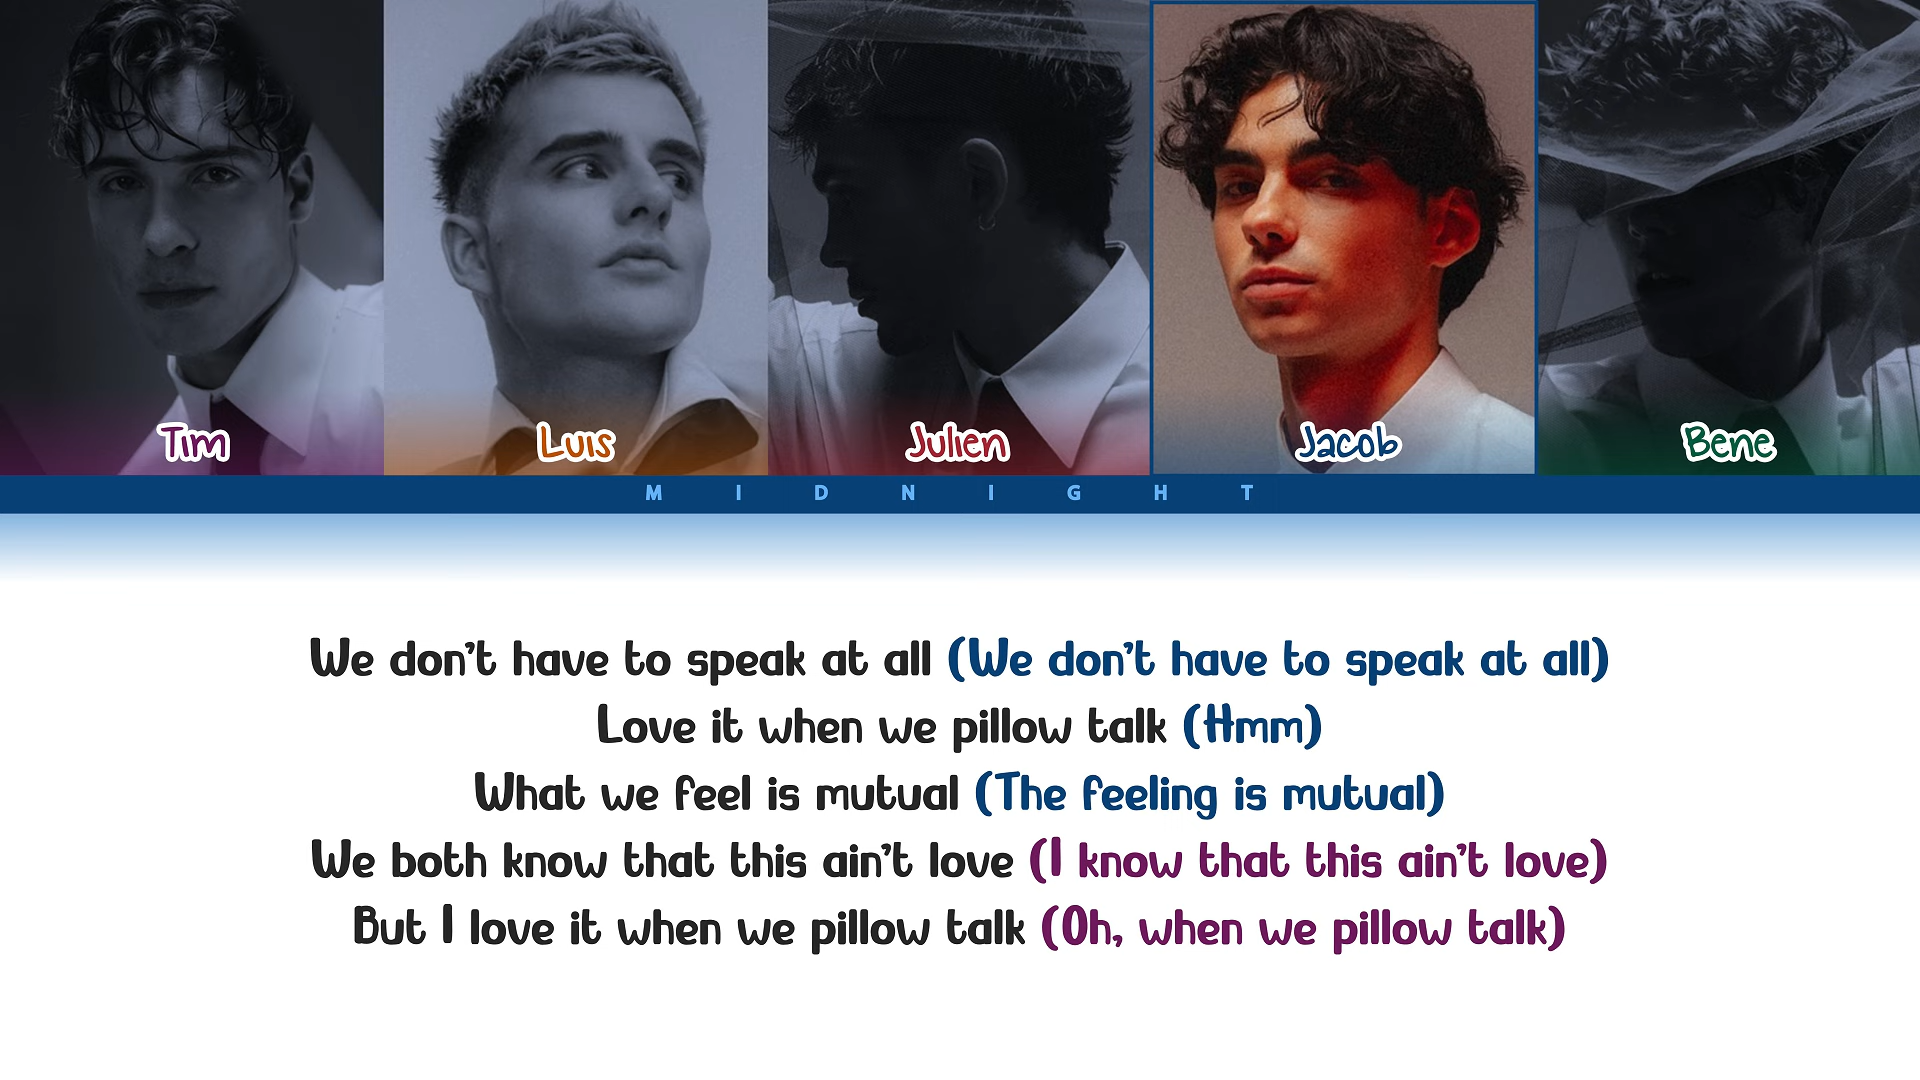 Tim
Luis
Julien
Jacob
Bene
MIDNIGHT
We don't have to speak at all (We don't have to speak at all)
Love it when we pillow talk (Hmm)
What we feel is mutual (The feeling is mutual)
We both know that this ain't love (I know that this ain't love)
But I love it when we pillow talk (Oh, when we pillow talk)